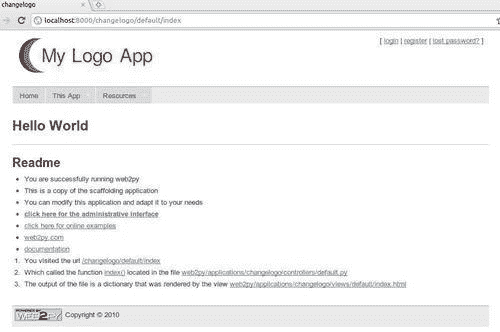 changelogo
localhost:8000/changelogo/default/index
My Logo App
[ login | register | lost password? ]
Home This App Resources
Hello World
Readme
You are successfully running web2py
This is a copy of the scaffolding application
You can modify this application and adapt it to your needs
click here for the administrative interface
click here for online examples
web2py.com
documentation
1. You visited the url /changelogo/default/index
2. Which called the function index() located in the file web2py/applications/changelogo/controllers/default.py
3. The output of the file is a dictionary that was rendered by the view web2py/applications/changelogo/views/default/index.html
POWERED BY
WEB2PY Copyright © 2010